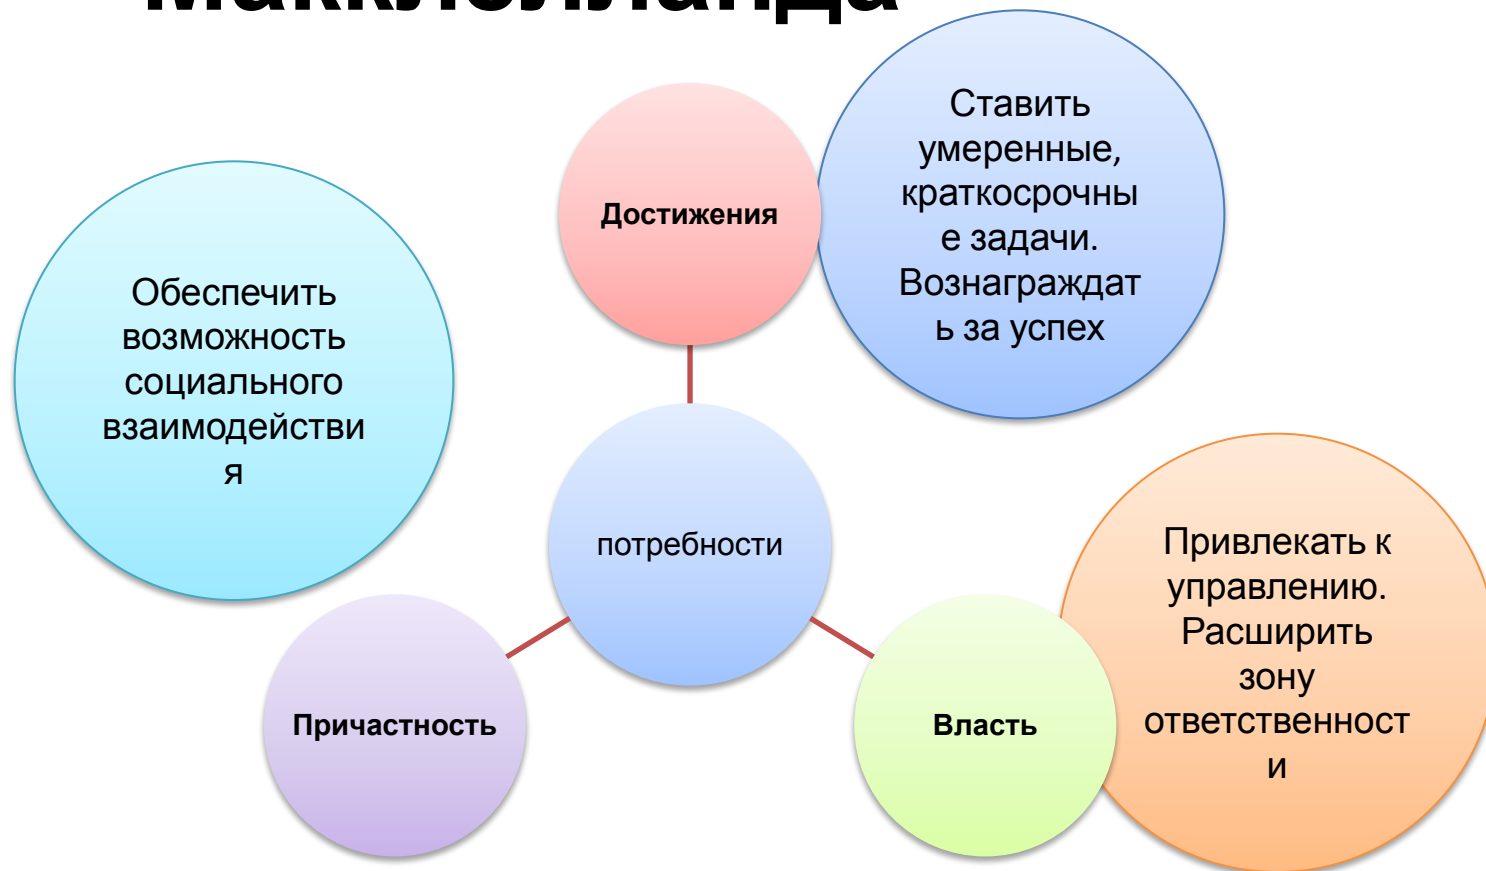 Макклелланда
Достижения
Ставить
умеренные,
краткосрочны
е задачи.
Вознаграждат
ь за успех
Обеспечить
возможность
социального
взаимодействи
я
потребности
Причастность
Власть
Привлекать к
управлению.
Расширить
зону
ответственност
и